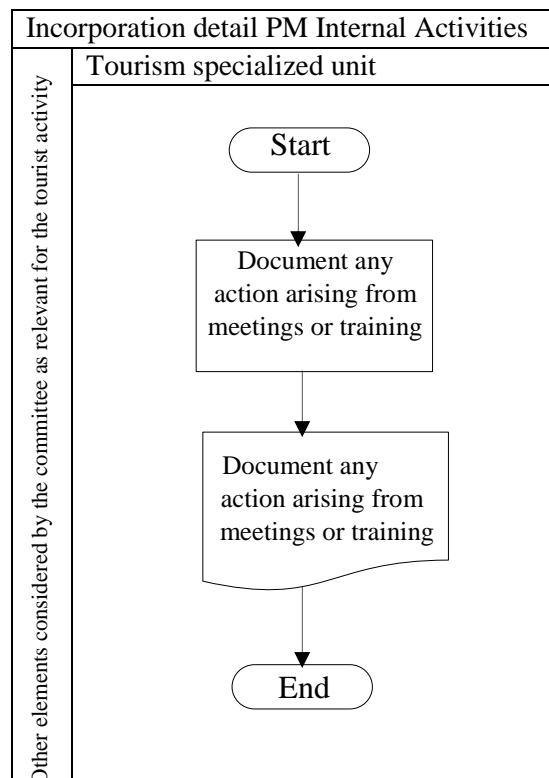 Incorporation detail PM Internal Activities
Tourism specialized unit
Other elements considered by the committee as relevant for the tourist activity
Start
Document any
action arising from
meetings or training
Document any
action arising from
meetings or training
End